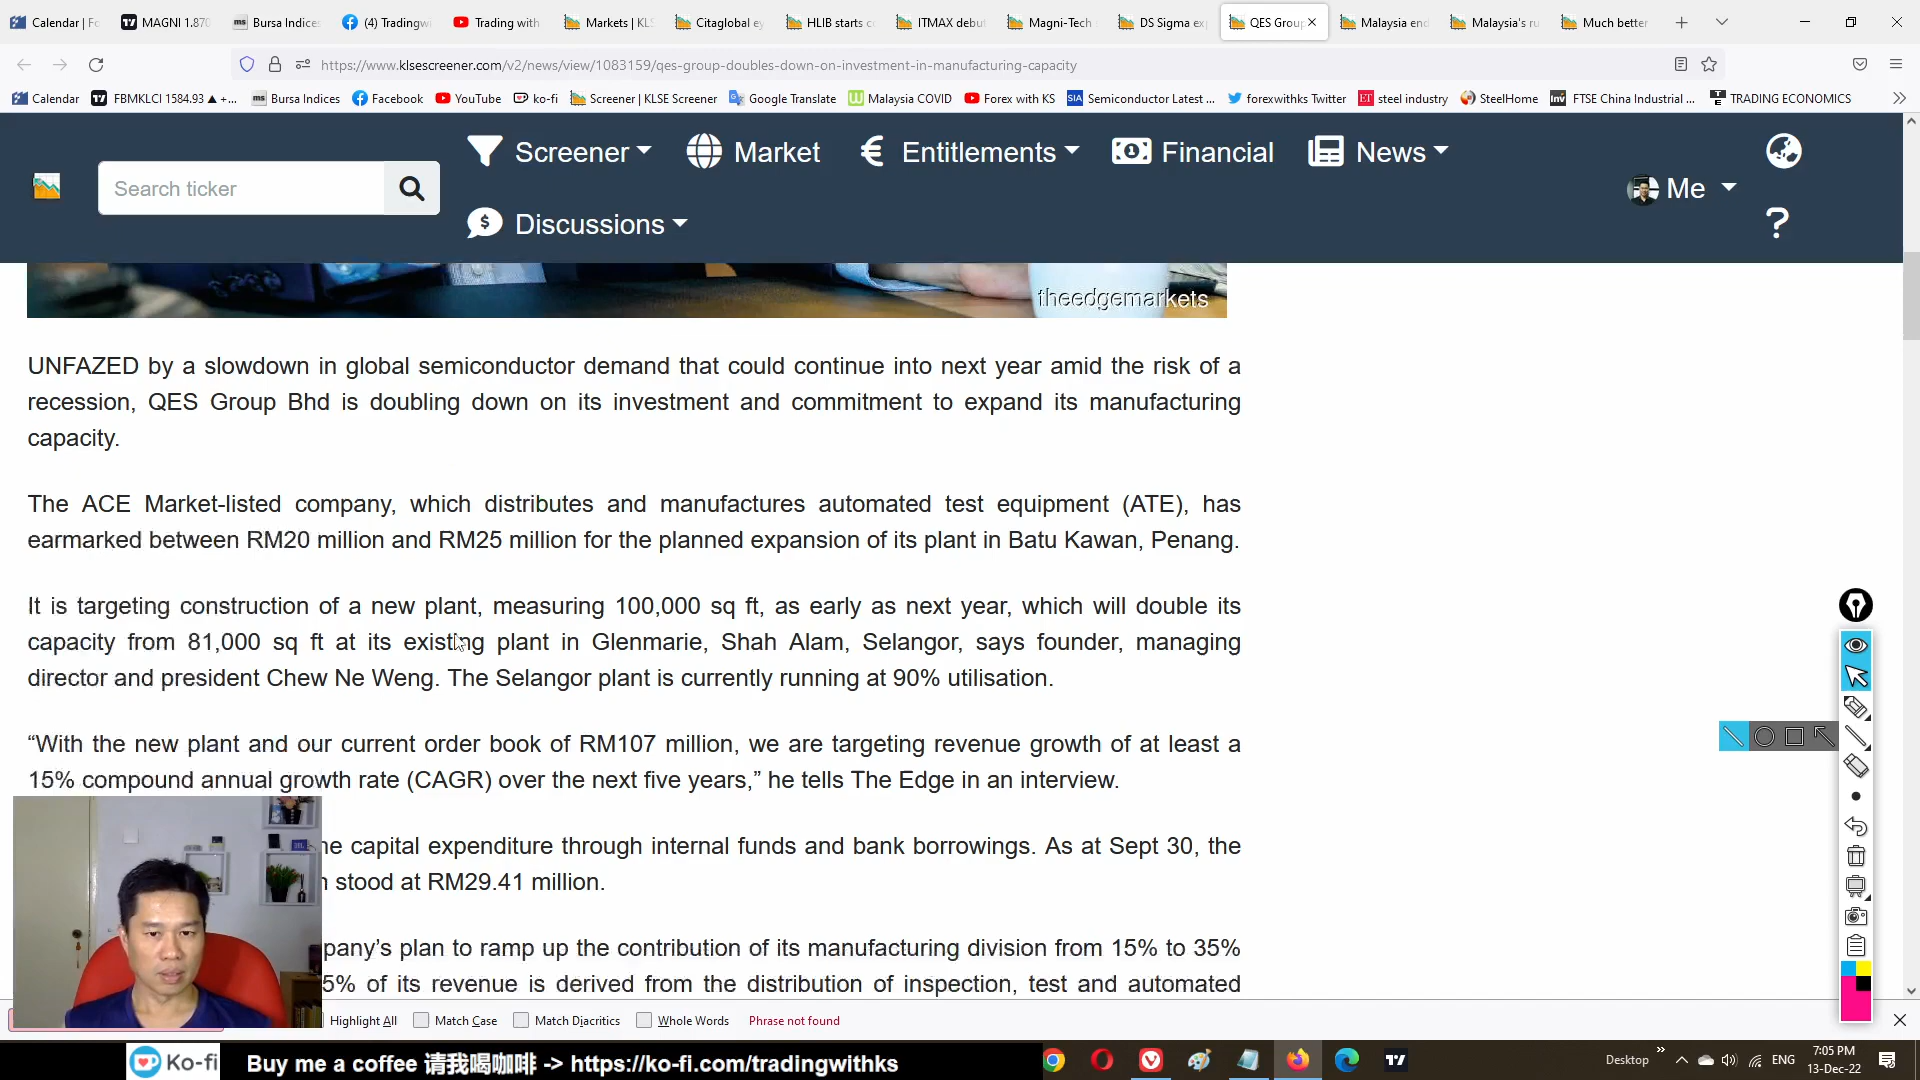 Calendar | Fo
MAGNI 1.870
Bursa Indices
(4) Tradingwi
Trading with
Markets | KLS
Citaglobal ey
HLIB starts c
ITMAX debut
Magni-Tech
DS Sigma ex
QES Group
Malaysia end
Malaysia's ru
Much better
https://www.klsescreener.com/v2/news/view/1083159/qes-group-doubles-down-on-investment-in-manufacturing-capacity
Calendar
FBMKLCI 1584.93 ▲ +...
Bursa Indices
Facebook
YouTube
ko-fi
Screener | KLSE Screener
Google Translate
Malaysia COVID
Forex with KS
Semiconductor Latest ...
forexwithks Twitter
steel industry
SteelHome
FTSE China Industrial ...
TRADING ECONOMICS
Screener
Market
Entitlements
Financial
News
Search ticker
Me
Discussions
?
theedgemarkets
UNFAZED by a slowdown in global semiconductor demand that could continue into next year amid the risk of a
recession, QES Group Bhd is doubling down on its investment and commitment to expand its manufacturing
capacity.
The ACE Market-listed company, which distributes and manufactures automated test equipment (ATE), has
earmarked between RM20 million and RM25 million for the planned expansion of its plant in Batu Kawan, Penang.
It is targeting construction of a new plant, measuring 100,000 sq ft, as early as next year, which will double its
capacity from 81,000 sq ft at its existing plant in Glenmarie, Shah Alam, Selangor, says founder, managing
director and president Chew Ne Weng. The Selangor plant is currently running at 90% utilisation.
“With the new plant and our current order book of RM107 million, we are targeting revenue growth of at least a
15% compound annual growth rate (CAGR) over the next five years,” he tells The Edge in an interview.
he capital expenditure through internal funds and bank borrowings. As at Sept 30, the
stood at RM29.41 million.
pany’s plan to ramp up the contribution of its manufacturing division from 15% to 35%
5% of its revenue is derived from the distribution of inspection, test and automated
Highlight All
Match Case
Match Diacritics
Whole Words
Phrase not found
Ko-fi
Buy me a coffee 请我喝咖啡 -> https://ko-fi.com/tradingwithks
Desktop
ENG
7:05 PM
13-Dec-22